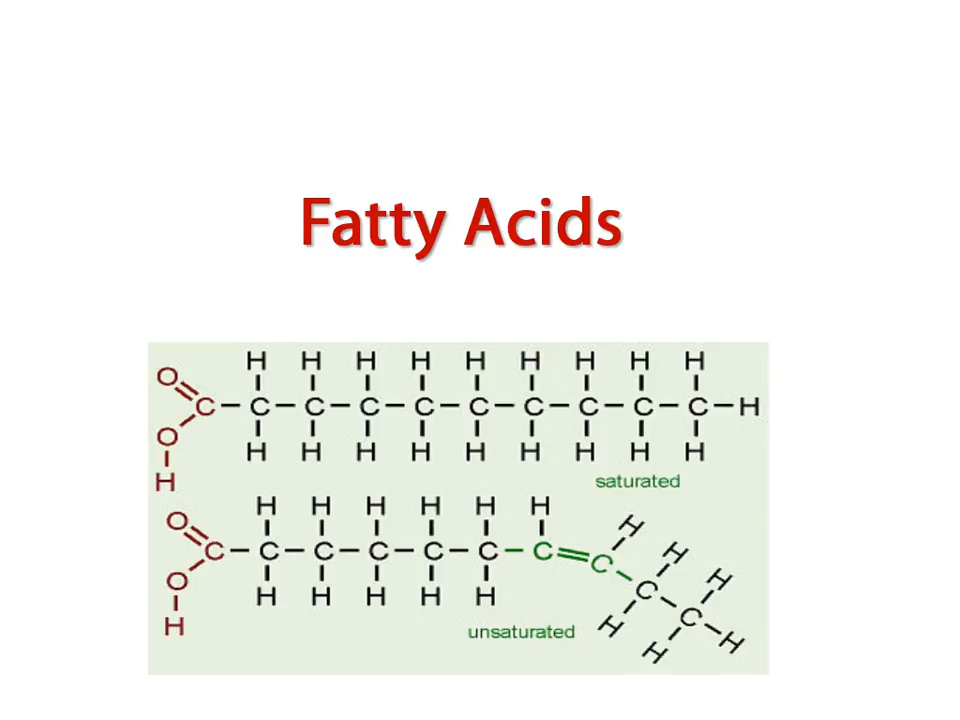 Fatty Acids
H H H H H H H H H
O
C – C – C – C – C – C – C – C – C – C – H
O
H H H H H H H H H
H
saturated
H H H H H H
O
C – C – C – C – C – C – C = C – C – C – H
O
H H H H H
H
H H H
H H
unsaturated